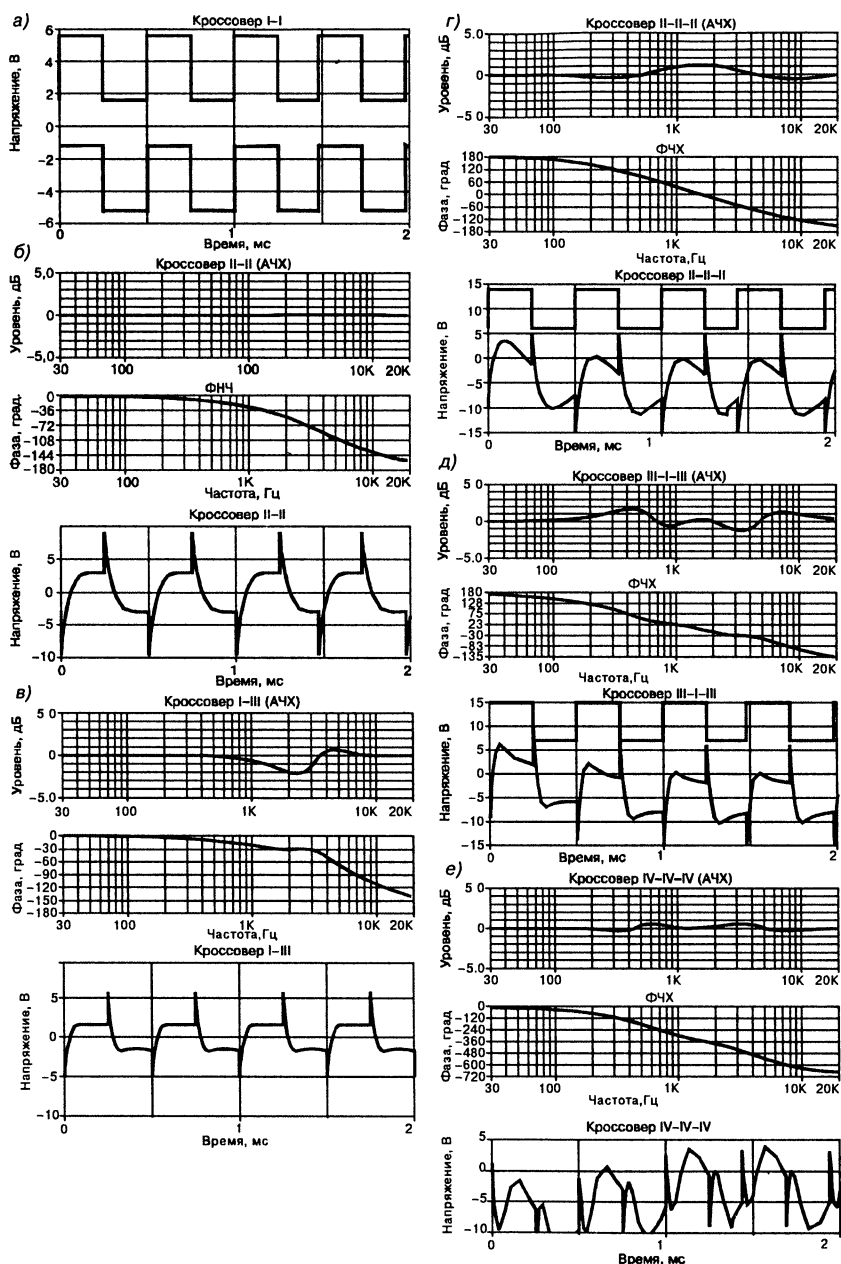 а)
Кроссовер I–I
Напряжение, В
6
4
2
0
−2
−4
−6
0
1
2
Время, мс
б)
Кроссовер II–II (АЧХ)
Уровень, дБ
5,0
0
−5,0
30
100
100
10K
20K
ФНЧ
Фаза, град.
0
−36
−72
−108
−144
−180
30
100
1K
10K
20K
Частота, Гц
Кроссовер II–II
Напряжение, В
5
0
−5
−10
0
1
2
Время, мс
в)
Кроссовер I–III (АЧХ)
Уровень, дБ
5 0
0
−5.0
30
100
1K
10K
20K
Фаза, град
0
−30
−60
−90
−120
−150
−180
30
100
1K
10K
20K
Частота,Гц
Кроссовер I–III
Напряжение, В
5
0
−5
−10
0
1
2
Время, мс
г)
Кроссовер II–II–II (АЧХ)
Уровень, дБ
5.0
0
−5 0
30
100
1K
10K
20K
ФЧХ
Фаза, град
180
120
60
0
−60
−120
−180
30
100
1K
10K
20K
Частота,Гц
Кроссовер II–II–II
Напряжение, В
15
10
5
0
−5
−10
−15
0
1
2
Время, мс
д)
Кроссовер III–I–III (АЧХ)
Уровень, дБ
5 0
0
−5.0
30
100
1K
10K
20K
ФЧХ
Фаза, град
180
128
75
23
−30
−83
−135
30
100
1K
10K
20K
Частота,Гц
Кроссовер III–I–III
Напряжение, В
15
10
5
0
−5
−10
−15
0
1
2
Время, мс
е)
Кроссовер IV–IV–IV (АЧХ)
Уровень, дБ
5.0
0
−5.0
30
100
1K
10K
20K
ФЧХ
Фаза, град
0
−120
−240
−360
−480
−600
−720
30
100
1K
10K
20K
Частота,Гц
Кроссовер IV–IV–IV
Напряжение, В
5
0
−5
−10
0
1
2
Время, мс